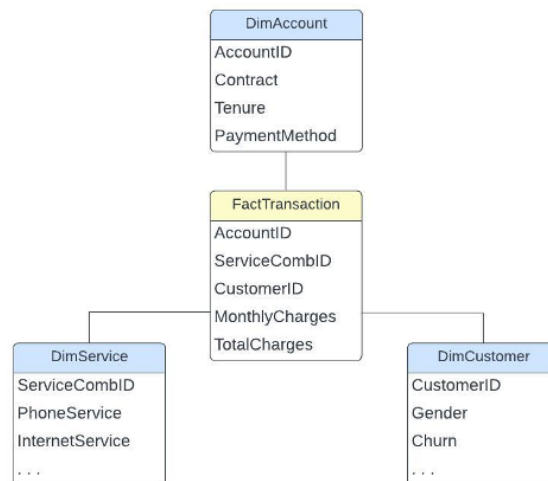 DimAccount
AccountID
Contract
Tenure
PaymentMethod
FactTransaction
AccountID
ServiceCombID
CustomerID
MonthlyCharges
TotalCharges
DimService
ServiceCombID
PhoneService
InternetService
. . .
DimCustomer
CustomerID
Gender
Churn
. . .